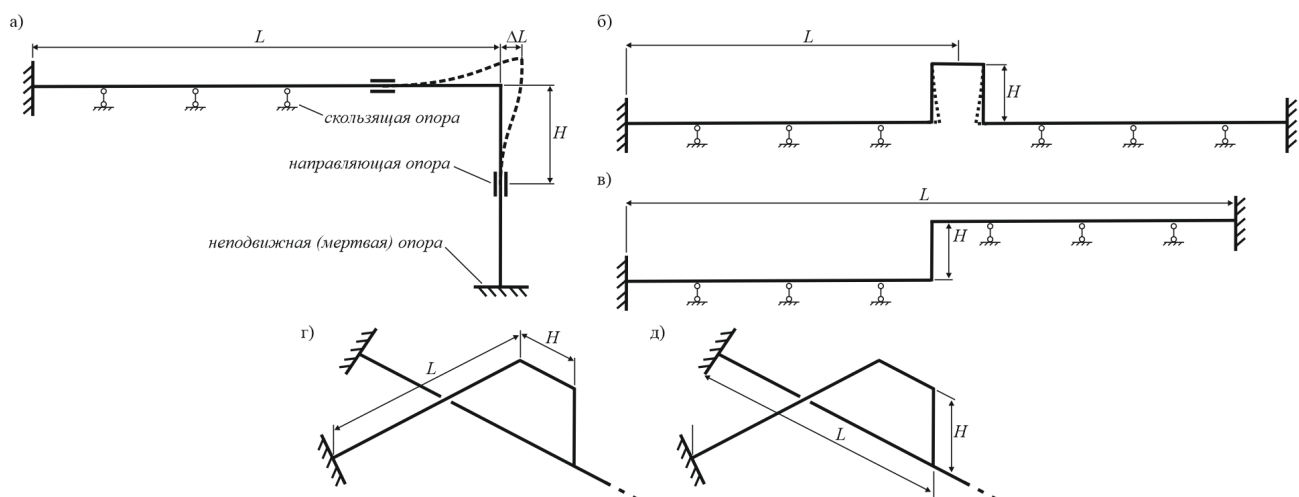 а)
L
ΔL
скользящая опора
H
направляющая опора
неподвижная (мертвая) опора
б)
L
H
в)
L
H
г)
L
H
д)
L
H